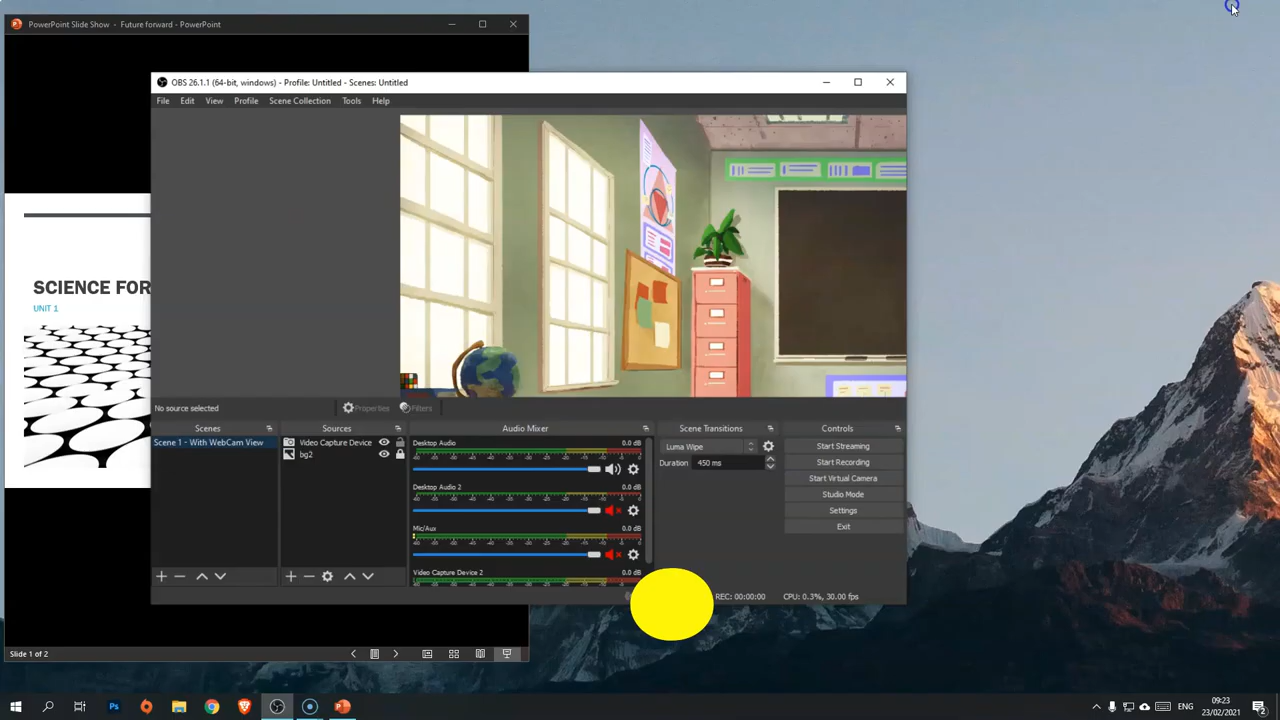 PowerPoint Slide Show - Future forward - PowerPoint
OBS 26.1.1 (64-bit, windows) - Profile: Untitled - Scenes: Untitled
File Edit View Profile Scene Collection Tools Help
SCIENCE FOR
UNIT 1
No source selected
Properties
Filters
Scenes
Sources
Audio Mixer
Scene Transitions
Controls
Scene 1 - With WebCam View
Video Capture Device
bg2
Desktop Audio 0.0 dB
Desktop Audio 2 0.0 dB
Mic/Aux 0.0 dB
Video Capture Device 2 0.0 dB
Luma Wipe
Duration 450 ms
Start Streaming
Start Recording
Start Virtual Camera
Studio Mode
Settings
Exit
REC: 00:00:00
CPU: 0.3%, 30.00 fps
Slide 1 of 2
Ps
ENG
09:23
23/02/2021
2